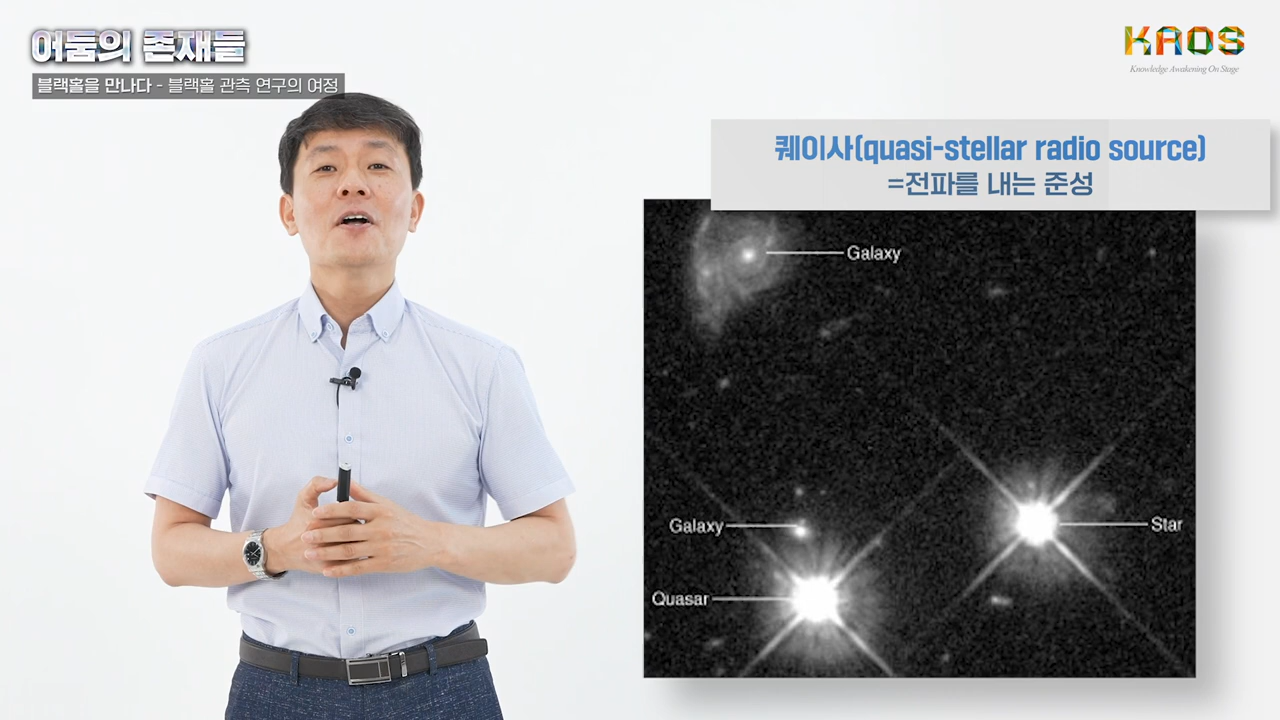 어둠의 존재들
블랙홀을 만나다 - 블랙홀 관측 연구의 여정
KAOS
Knowledge Awakening On Stage
퀘이사(quasi-stellar radio source)
=전파를 내는 준성
Galaxy
Galaxy
Star
Quasar